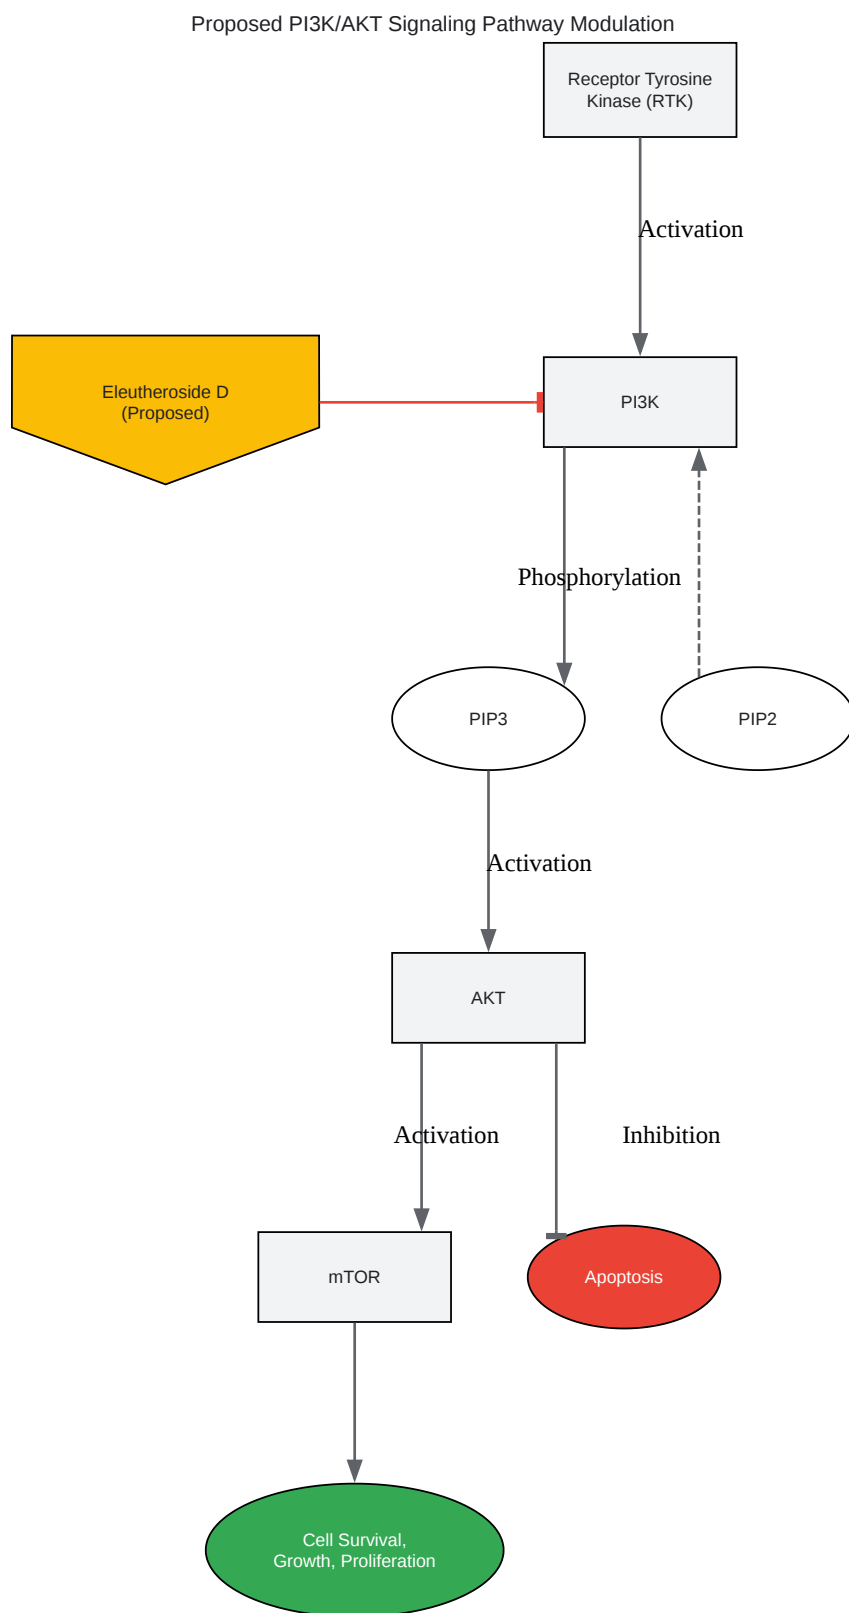 Proposed PI3K/AKT Signaling Pathway Modulation
Receptor Tyrosine
Kinase (RTK)
Activation
Eleutheroside D
(Proposed)
PI3K
Phosphorylation
PIP3
PIP2
Activation
AKT
Activation
Inhibition
mTOR
Apoptosis
Cell Survival,
Growth, Proliferation